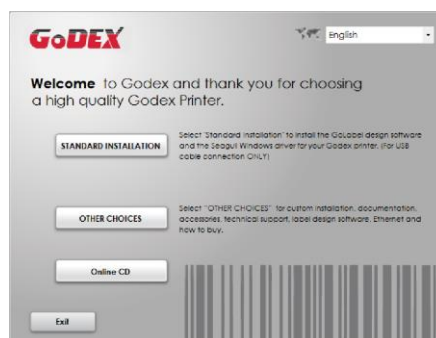 GoDEX
English
Welcome to Godex and thank you for choosing
a high quality Godex Printer.
STANDARD INSTALLATION
Select 'Standard Installation' to install the GoLabel design software
and the Seagull Windows driver for your Godex printer. (For USB
cable connection ONLY)
OTHER CHOICES
Select "OTHER CHOICES" for custom installation, documentation,
accessories, technical support, label design software, Ethernet and
how to buy.
Online CD
Exit